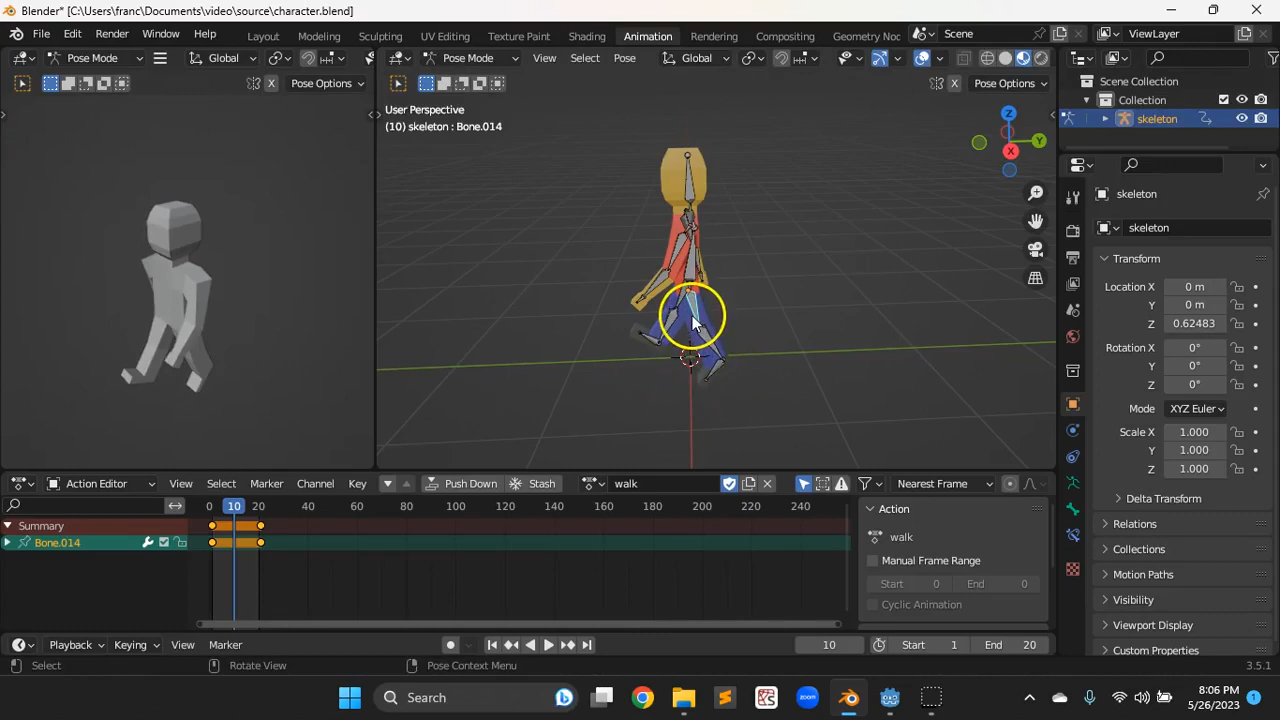 Blender* [C:\Users\franc\Documents\video\source\character.blend]
File Edit Render Window Help Layout Modeling Sculpting UV Editing Texture Paint Shading Animation Rendering Compositing Geometry Noc Scene ViewLayer
Pose Mode Global Pose Mode View Select Pose Global
Pose Options X Pose Options
Scene Collection
Collection
skeleton
User Perspective
(10) skeleton : Bone.014
Z
Y
X
skeleton
skeleton
Transform
Location X 0 m
Y 0 m
Z 0.62483
Rotation X 0°
Y 0°
Z 0°
Mode XYZ Euler
Scale X 1.000
Y 1.000
Z 1.000
Delta Transform
Relations
Collections
Motion Paths
Visibility
Viewport Display
Custom Properties
Action Editor View Select Marker Channel Key Push Down Stash walk Nearest Frame
0 10 20 40 60 80 100 120 140 160 180 200 220 240
Summary
Bone.014
Action
walk
Manual Frame Range
Start 0 End 0
Cyclic Animation
Playback Keying View Marker 10 Start 1 End 20
Select Rotate View Pose Context Menu 3.5.1
Search
8:06 PM
5/26/2023